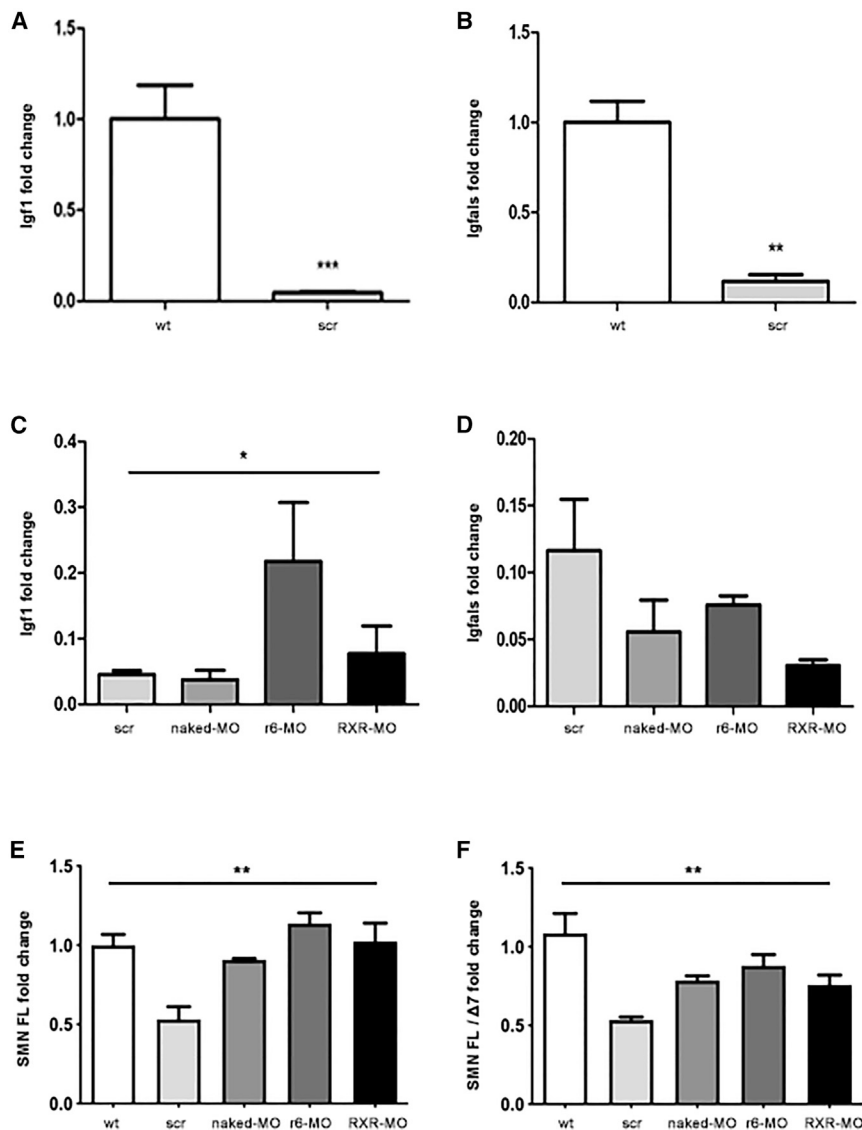 A
B
Igf1 fold change
1.5
1.0
0.5
0.0
***
wt
scr
Igfals fold change
1.5
1.0
0.5
0.0
**
wt
scr
C
D
Igf1 fold change
0.4
0.3
0.2
0.1
0.0
*
scr
naked-MO
r6-MO
RXR-MO
Igfals fold change
0.20
0.15
0.10
0.05
0.00
scr
naked-MO
r6-MO
RXR-MO
E
F
SMN FL fold change
1.5
1.0
0.5
0.0
**
wt
scr
naked-MO
r6-MO
RXR-MO
SMN FL / Δ7 fold change
1.5
1.0
0.5
0.0
**
wt
scr
naked-MO
r6-MO
RXR-MO